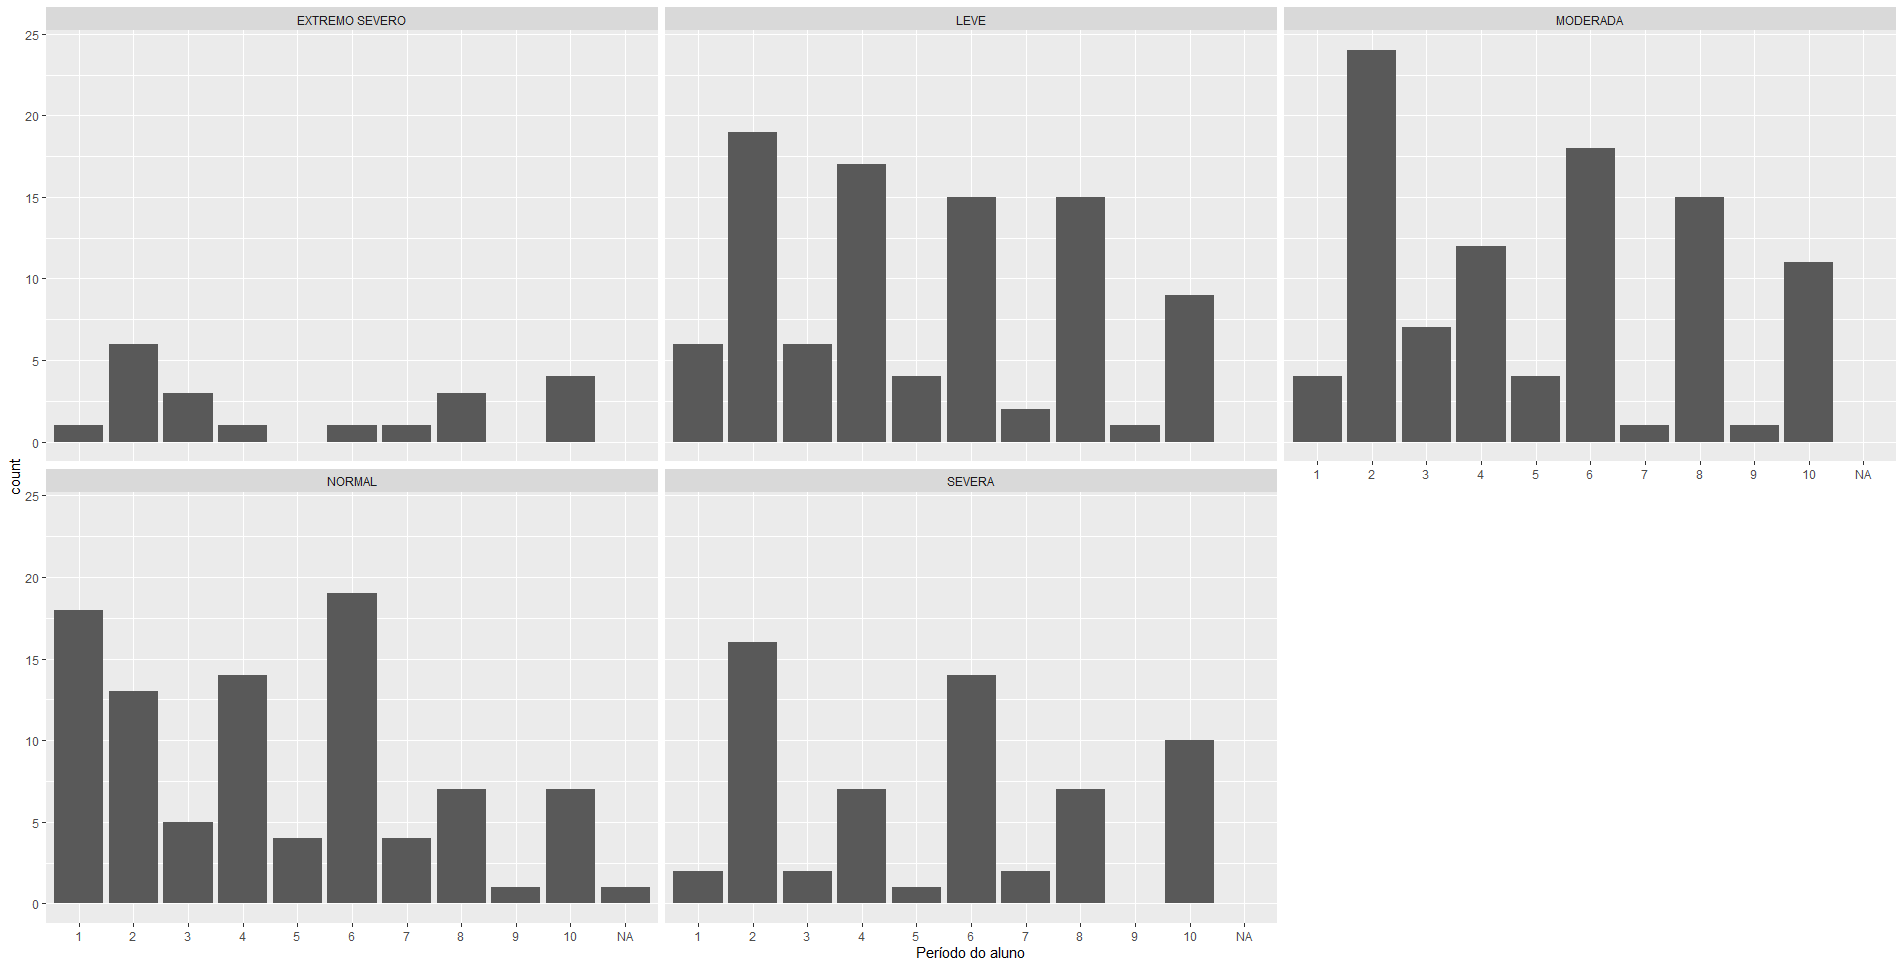 EXTREMO SEVERO
LEVE
MODERADA
25
20
15
10
5
0
1 2 3 4 5 6 7 8 9 10 NA
count
NORMAL
SEVERA
25
20
15
10
5
0
1 2 3 4 5 6 7 8 9 10 NA
1 2 3 4 5 6 7 8 9 10 NA
Período do aluno